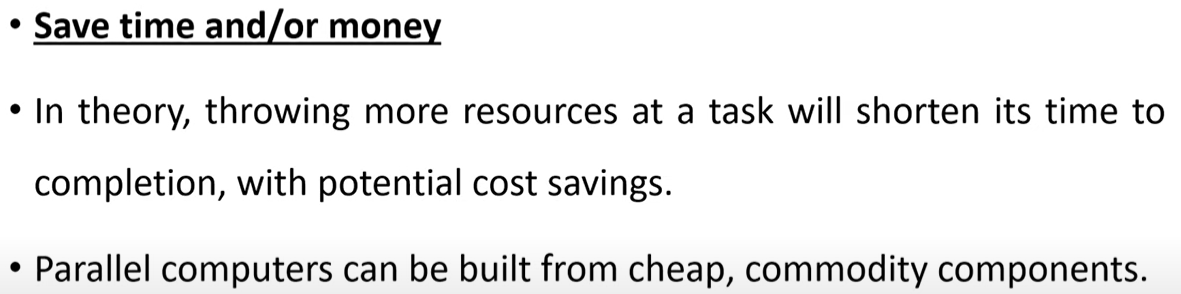 • Save time and/or money
• In theory, throwing more resources at a task will shorten its time to
completion, with potential cost savings.
• Parallel computers can be built from cheap, commodity components.